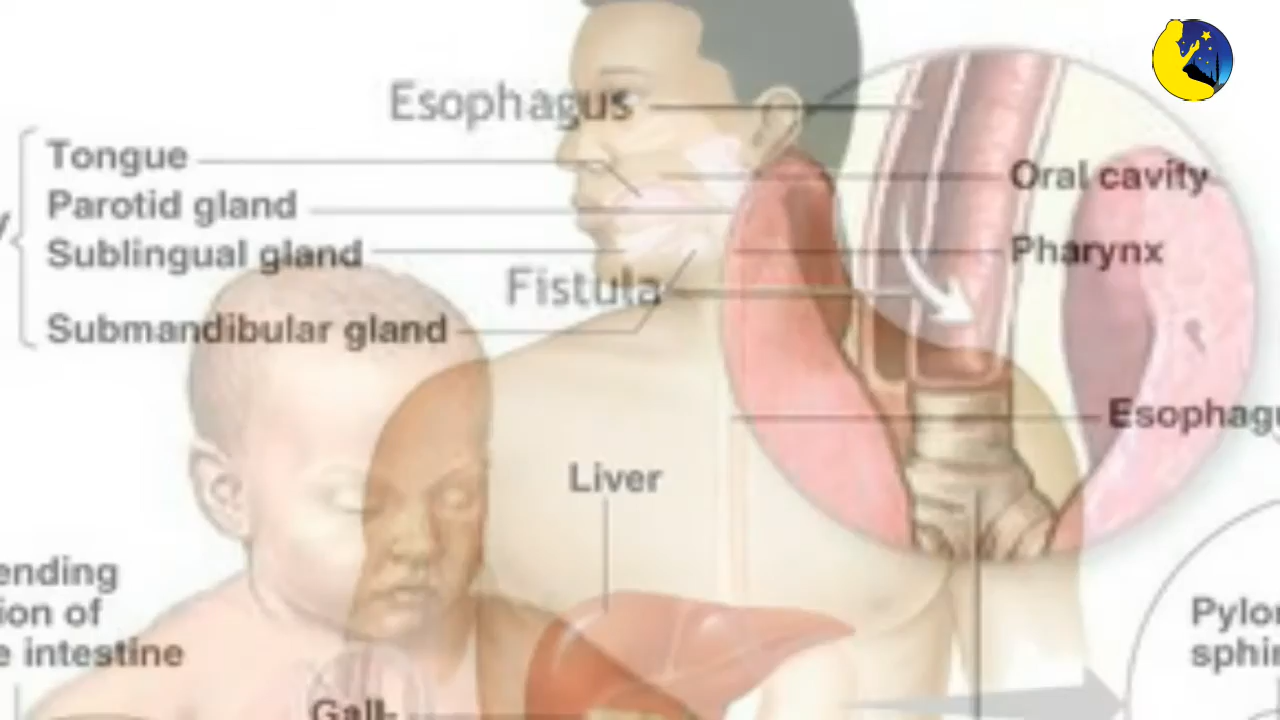 Esophagus
Tongue
Parotid gland
Sublingual gland
Submandibular gland
Oral cavity
Pharynx
Fistula
Esophagu
Liver
ending
ion of
e intestine
Gall-
Pylor
sphin